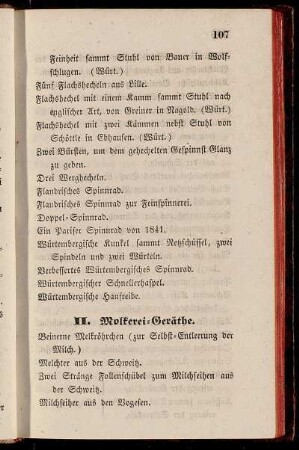 107
Feinheit sammt Stuhl von Bauer in Wolf-
schlugen. (Würt.)
Fünf Flachshecheln aus Lille.
Flachshechel mit einem Kamm sammt Stuhl nach
englischer Art, von Greiner in Nagold. (Würt.)
Flachshechel mit zwei Kämmen nebst Stuhl von
Schöttle in Ebhausen. (Würt.)
Zwei Bürsten, um dem gehechelten Gespinnst Glanz
zu geben.
Drei Werghecheln.
Flandrisches Spinnrad.
Flandrisches Spinnrad zur Feinspinnerei.
Doppel-Spinnrad.
Ein Pariser Spinnrad von 1841.
Würtembergische Kunkel sammt Netzschüssel, zwei
Spindeln und zwei Würteln.
Verbessertes Würtembergisches Spinnrad.
Würtembergischer Schnellerhaspel.
Würtembergische Hanfreibe.
II. Molkerei-Geräthe.
Beinerne Melkröhrchen (zur Selbst-Entleerung der
Milch.)
Melchter aus der Schweitz.
Zwei Stränge Follenschübel zum Milchseihen aus
der Schweitz.
Milchseiher aus den Vogesen.